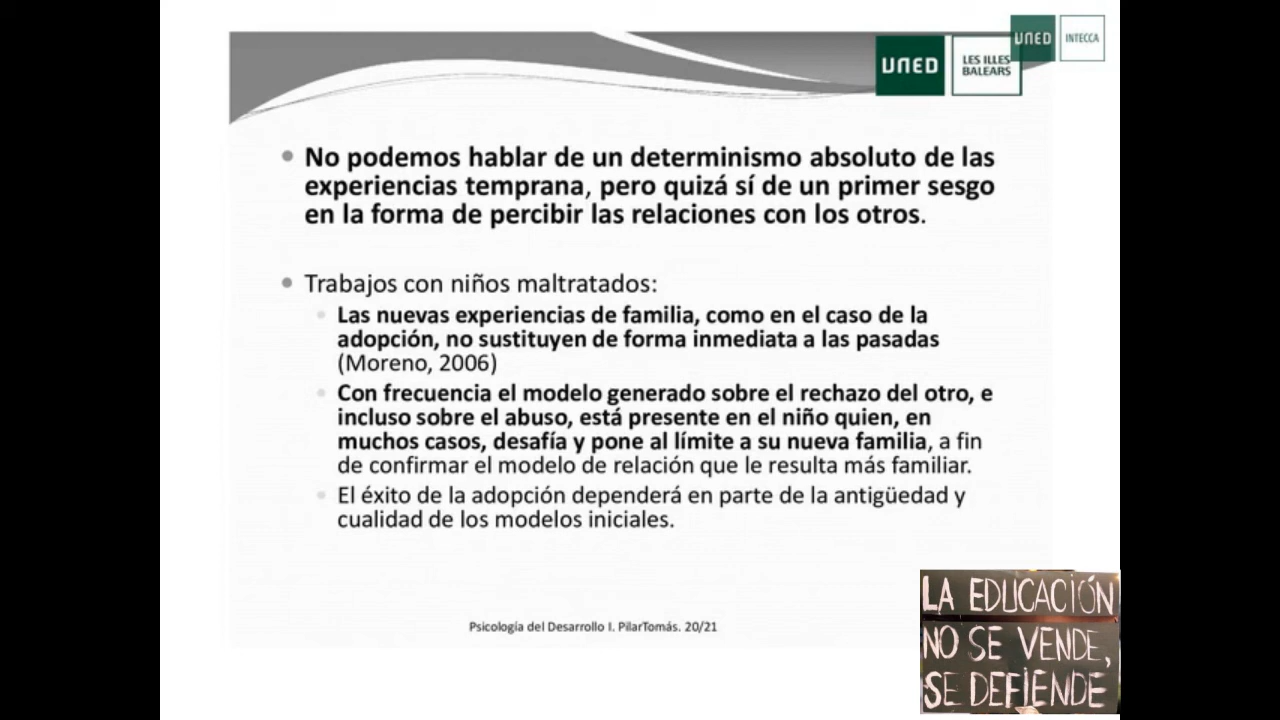 UNED
INTECCA
UNED
LES ILLES
BALEARS
No podemos hablar de un determinismo absoluto de las
experiencias temprana, pero quizá sí de un primer sesgo
en la forma de percibir las relaciones con los otros.
Trabajos con niños maltratados:
Las nuevas experiencias de familia, como en el caso de la
adopción, no sustituyen de forma inmediata a las pasadas
(Moreno, 2006)
Con frecuencia el modelo generado sobre el rechazo del otro, e
incluso sobre el abuso, está presente en el niño quien, en
muchos casos, desafía y pone al límite a su nueva familia, a fin
de confirmar el modelo de relación que le resulta más familiar.
El éxito de la adopción dependerá en parte de la antigüedad y
cualidad de los modelos iniciales.
Psicología del Desarrollo I. PilarTomás. 20/21
LA EDUCACIÓN
NO SE VENDE,
SE DEFIENDE